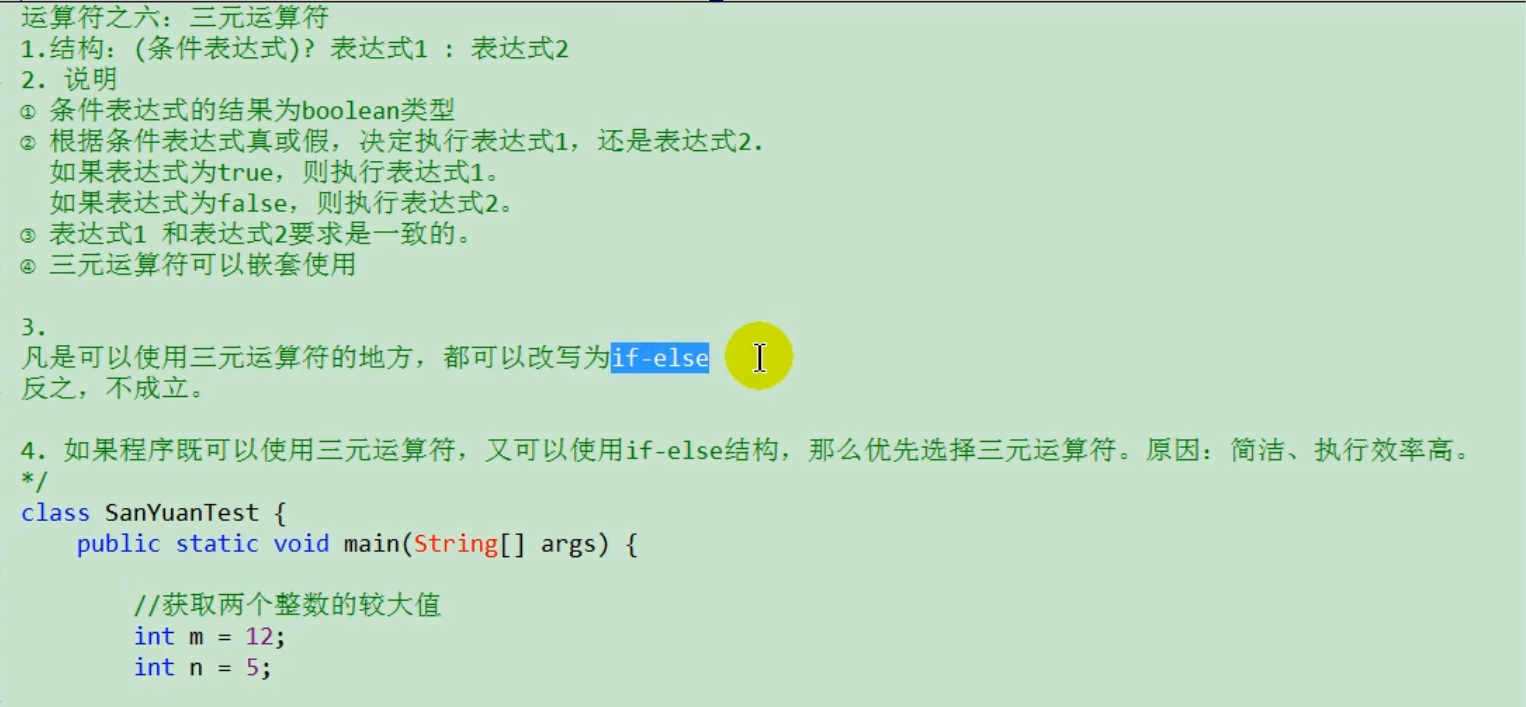 运算符之六：三元运算符
1.结构：(条件表达式)? 表达式1 : 表达式2
2. 说明
① 条件表达式的结果为boolean类型
② 根据条件表达式真或假，决定执行表达式1，还是表达式2.
如果表达式为true，则执行表达式1。
如果表达式为false，则执行表达式2。
③ 表达式1 和表达式2要求是一致的。
④ 三元运算符可以嵌套使用
3.
凡是可以使用三元运算符的地方，都可以改写为if-else
反之，不成立。
4. 如果程序既可以使用三元运算符，又可以使用if-else结构，那么优先选择三元运算符。原因：简洁、执行效率高。
*/
class SanYuanTest {
public static void main(String[] args) {
//获取两个整数的较大值
int m = 12;
int n = 5;